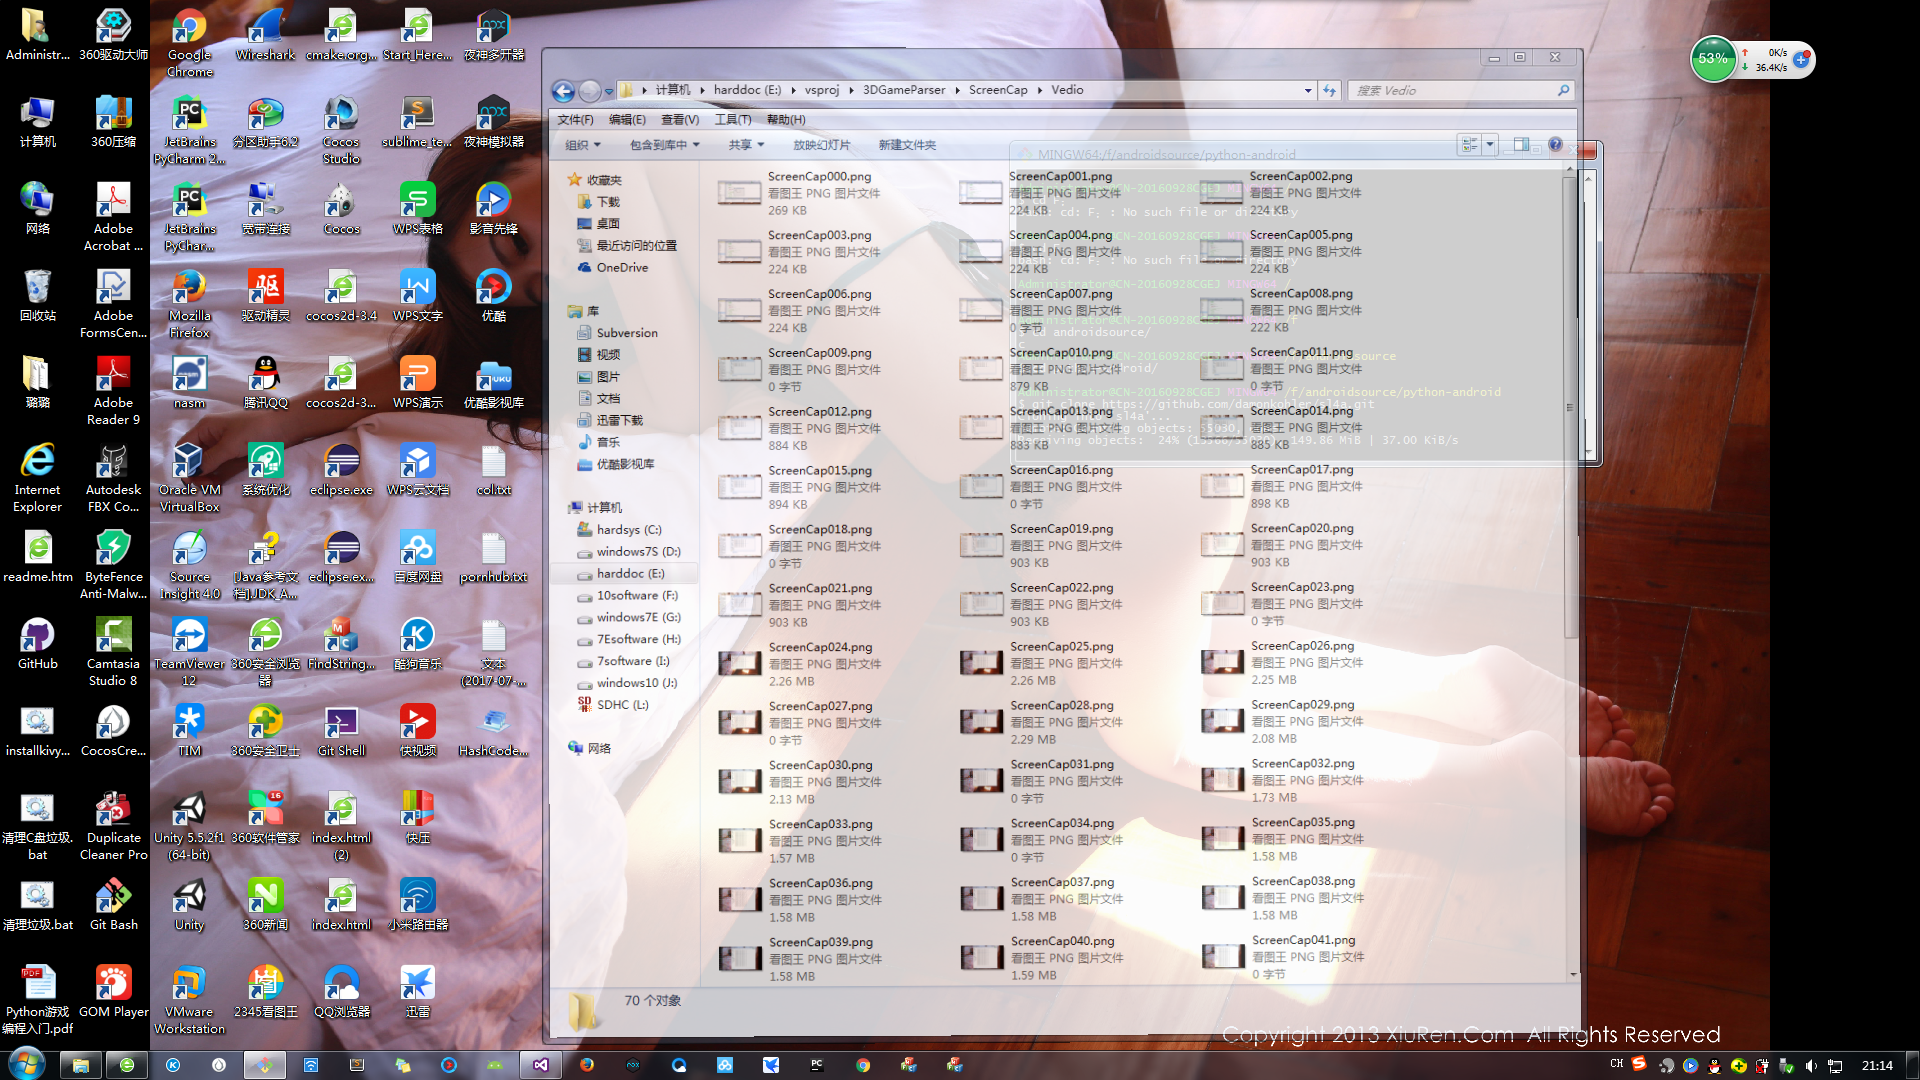 Administr...
360驱动大师
Google
Chrome
Wireshark
cmake.org...
Start_Here...
夜神多开器
计算机
360压缩
JetBrains
PyCharm 2...
分区助手6.2
Cocos
Studio
sublime_te...
夜神模拟器
网络
Adobe
Acrobat ...
JetBrains
PyChar...
宽带连接
Cocos
WPS表格
影音先锋
回收站
Adobe
FormsCen...
Mozilla
Firefox
驱动精灵
cocos2d-3.4
WPS文字
优酷
璐璐
Adobe
Reader 9
nasm
腾讯QQ
cocos2d-3...
WPS演示
优酷影视库
Internet
Explorer
Autodesk
FBX Co...
Oracle VM
VirtualBox
系统优化
eclipse.exe
WPS云文档
col.txt
readme.htm
ByteFence
Anti-Malw...
Source
Insight 4.0
[Java参考文
档].JDK_A...
eclipse.ex...
百度网盘
pornhub.txt
GitHub
Camtasia
Studio 8
TeamViewer
12
360安全浏览
器
FindString...
酷狗音乐
文本
(2017-07-...
installkivy...
CocosCre...
TIM
360安全卫士
Git Shell
快视频
HashCode...
清理C盘垃圾.
bat
Duplicate
Cleaner Pro
Unity 5.5.2f1
(64-bit)
16
360软件管家
index.html
(2)
快压
清理垃圾.bat
Git Bash
Unity
360新闻
index.html
小米路由器
Python游戏
编程入门.pdf
GOM Player
VMware
Workstation
2345看图王
QQ浏览器
迅雷
计算机
harddoc (E:)
vsproj
3DGameParser
ScreenCap
Vedio
搜索 Vedio
文件(F) 编辑(E) 查看(V) 工具(T) 帮助(H)
组织 包含到库中 共享 放映幻灯片 新建文件夹
收藏夹
下载
桌面
最近访问的位置
OneDrive
库
Subversion
视频
图片
文档
迅雷下载
音乐
优酷影视库
计算机
hardsys (C:)
windows7S (D:)
harddoc (E:)
10software (F:)
windows7E (G:)
7Esoftware (H:)
7software (I:)
windows10 (J:)
SDHC (L:)
网络
ScreenCap000.png
看图王 PNG 图片文件
269 KB
ScreenCap001.png
看图王 PNG 图片文件
224 KB
ScreenCap002.png
看图王 PNG 图片文件
224 KB
ScreenCap003.png
看图王 PNG 图片文件
224 KB
ScreenCap004.png
看图王 PNG 图片文件
224 KB
ScreenCap005.png
看图王 PNG 图片文件
224 KB
ScreenCap006.png
看图王 PNG 图片文件
224 KB
ScreenCap007.png
看图王 PNG 图片文件
0 字节
ScreenCap008.png
看图王 PNG 图片文件
222 KB
ScreenCap009.png
看图王 PNG 图片文件
0 字节
ScreenCap010.png
看图王 PNG 图片文件
879 KB
ScreenCap011.png
看图王 PNG 图片文件
0 字节
ScreenCap012.png
看图王 PNG 图片文件
884 KB
ScreenCap013.png
看图王 PNG 图片文件
883 KB
ScreenCap014.png
看图王 PNG 图片文件
885 KB
ScreenCap015.png
看图王 PNG 图片文件
894 KB
ScreenCap016.png
看图王 PNG 图片文件
0 字节
ScreenCap017.png
看图王 PNG 图片文件
898 KB
ScreenCap018.png
看图王 PNG 图片文件
0 字节
ScreenCap019.png
看图王 PNG 图片文件
903 KB
ScreenCap020.png
看图王 PNG 图片文件
903 KB
ScreenCap021.png
看图王 PNG 图片文件
903 KB
ScreenCap022.png
看图王 PNG 图片文件
903 KB
ScreenCap023.png
看图王 PNG 图片文件
0 字节
ScreenCap024.png
看图王 PNG 图片文件
2.26 MB
ScreenCap025.png
看图王 PNG 图片文件
2.26 MB
ScreenCap026.png
看图王 PNG 图片文件
2.25 MB
ScreenCap027.png
看图王 PNG 图片文件
0 字节
ScreenCap028.png
看图王 PNG 图片文件
2.29 MB
ScreenCap029.png
看图王 PNG 图片文件
2.08 MB
ScreenCap030.png
看图王 PNG 图片文件
2.13 MB
ScreenCap031.png
看图王 PNG 图片文件
0 字节
ScreenCap032.png
看图王 PNG 图片文件
1.73 MB
ScreenCap033.png
看图王 PNG 图片文件
1.57 MB
ScreenCap034.png
看图王 PNG 图片文件
0 字节
ScreenCap035.png
看图王 PNG 图片文件
1.58 MB
ScreenCap036.png
看图王 PNG 图片文件
1.58 MB
ScreenCap037.png
看图王 PNG 图片文件
1.58 MB
ScreenCap038.png
看图王 PNG 图片文件
1.58 MB
ScreenCap039.png
看图王 PNG 图片文件
1.58 MB
ScreenCap040.png
看图王 PNG 图片文件
1.59 MB
ScreenCap041.png
看图王 PNG 图片文件
0 字节
70 个对象
MINGW64:/f/androidsource/python-android
cd: F: : No such file or directory
cd: F: : No such file or directory
Administrator@CN-20160928CGEJ MINGW64 /
cd androidsource/
Administrator@CN-20160928CGEJ MINGW64 /f/androidsource/python-android
$ git clone https://github.com/damonkohler/sl4a.git
Receiving objects: 24% 149.86 MiB | 37.00 KiB/s
53%
0K/s
36.4K/s
Copyright 2013 XiuRen.Com All Rights Reserved
CH
21:14